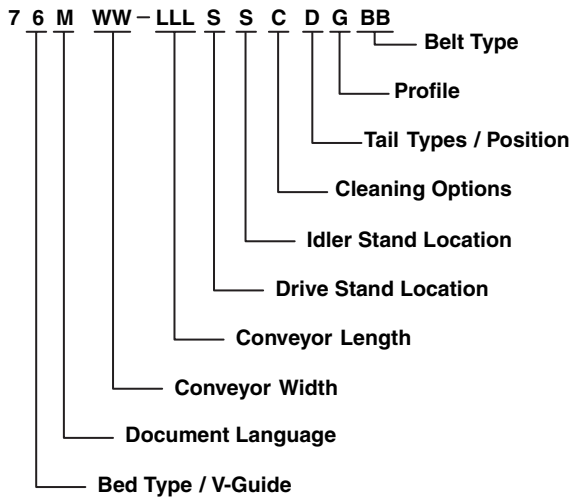 7 6 M WW – LLL S S C D G BB
Belt Type
Profile
Tail Types / Position
Cleaning Options
Idler Stand Location
Drive Stand Location
Conveyor Length
Conveyor Width
Document Language
Bed Type / V-Guide